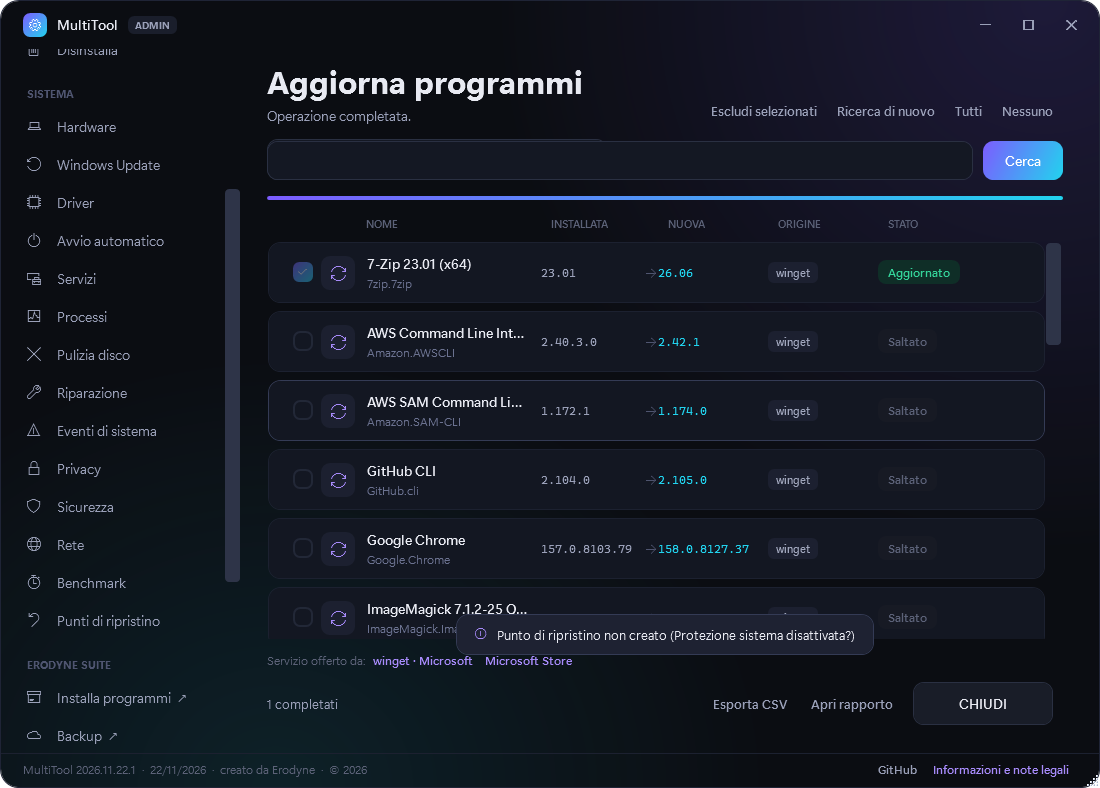 MultiTool ADMIN
Disinstalla
SISTEMA
Hardware
Windows Update
Driver
Avvio automatico
Servizi
Processi
Pulizia disco
Riparazione
Eventi di sistema
Privacy
Sicurezza
Rete
Benchmark
Punti di ripristino
ERODYNE SUITE
Installa programmi ↗
Backup ↗
Aggiorna programmi
Operazione completata.
Escludi selezionati Ricerca di nuovo Tutti Nessuno
Cerca
NOME INSTALLATA NUOVA ORIGINE STATO
7-Zip 23.01 (x64)
7zip.7zip
23.01 →26.06 winget Aggiornato
AWS Command Line Int...
Amazon.AWSCLI
2.40.3.0 →2.42.1 winget Saltato
AWS SAM Command Li...
Amazon.SAM-CLI
1.172.1 →1.174.0 winget Saltato
GitHub CLI
GitHub.cli
2.104.0 →2.105.0 winget Saltato
Google Chrome
Google.Chrome
157.0.8103.79 →158.0.8127.37 winget Saltato
ImageMagick 7.1.2-25 Q...
Saltato
Punto di ripristino non creato (Protezione sistema disattivata?)
Servizio offerto da: winget · Microsoft Microsoft Store
1 completati
Esporta CSV Apri rapporto CHIUDI
MultiTool 2026.11.22.1 · 22/11/2026 · creato da Erodyne · © 2026
GitHub Informazioni e note legali